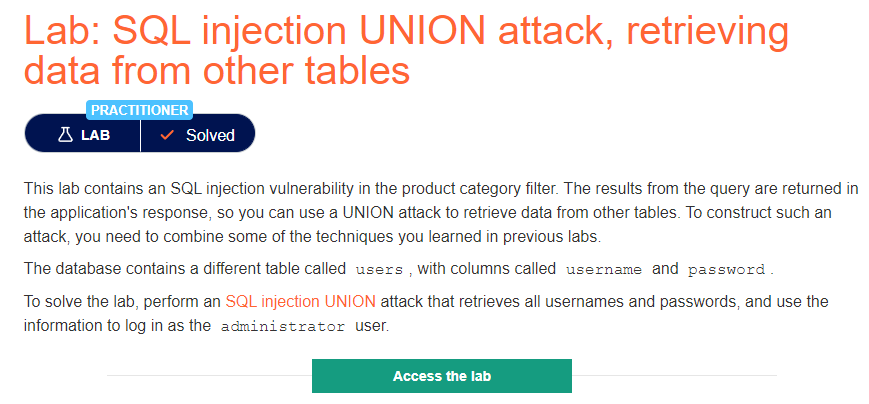 Lab: SQL injection UNION attack, retrieving
data from other tables
PRACTITIONER
LAB
Solved
This lab contains an SQL injection vulnerability in the product category filter. The results from the query are returned in
the application's response, so you can use a UNION attack to retrieve data from other tables. To construct such an
attack, you need to combine some of the techniques you learned in previous labs.
The database contains a different table called users , with columns called username and password .
To solve the lab, perform an SQL injection UNION attack that retrieves all usernames and passwords, and use the
information to log in as the administrator user.
Access the lab